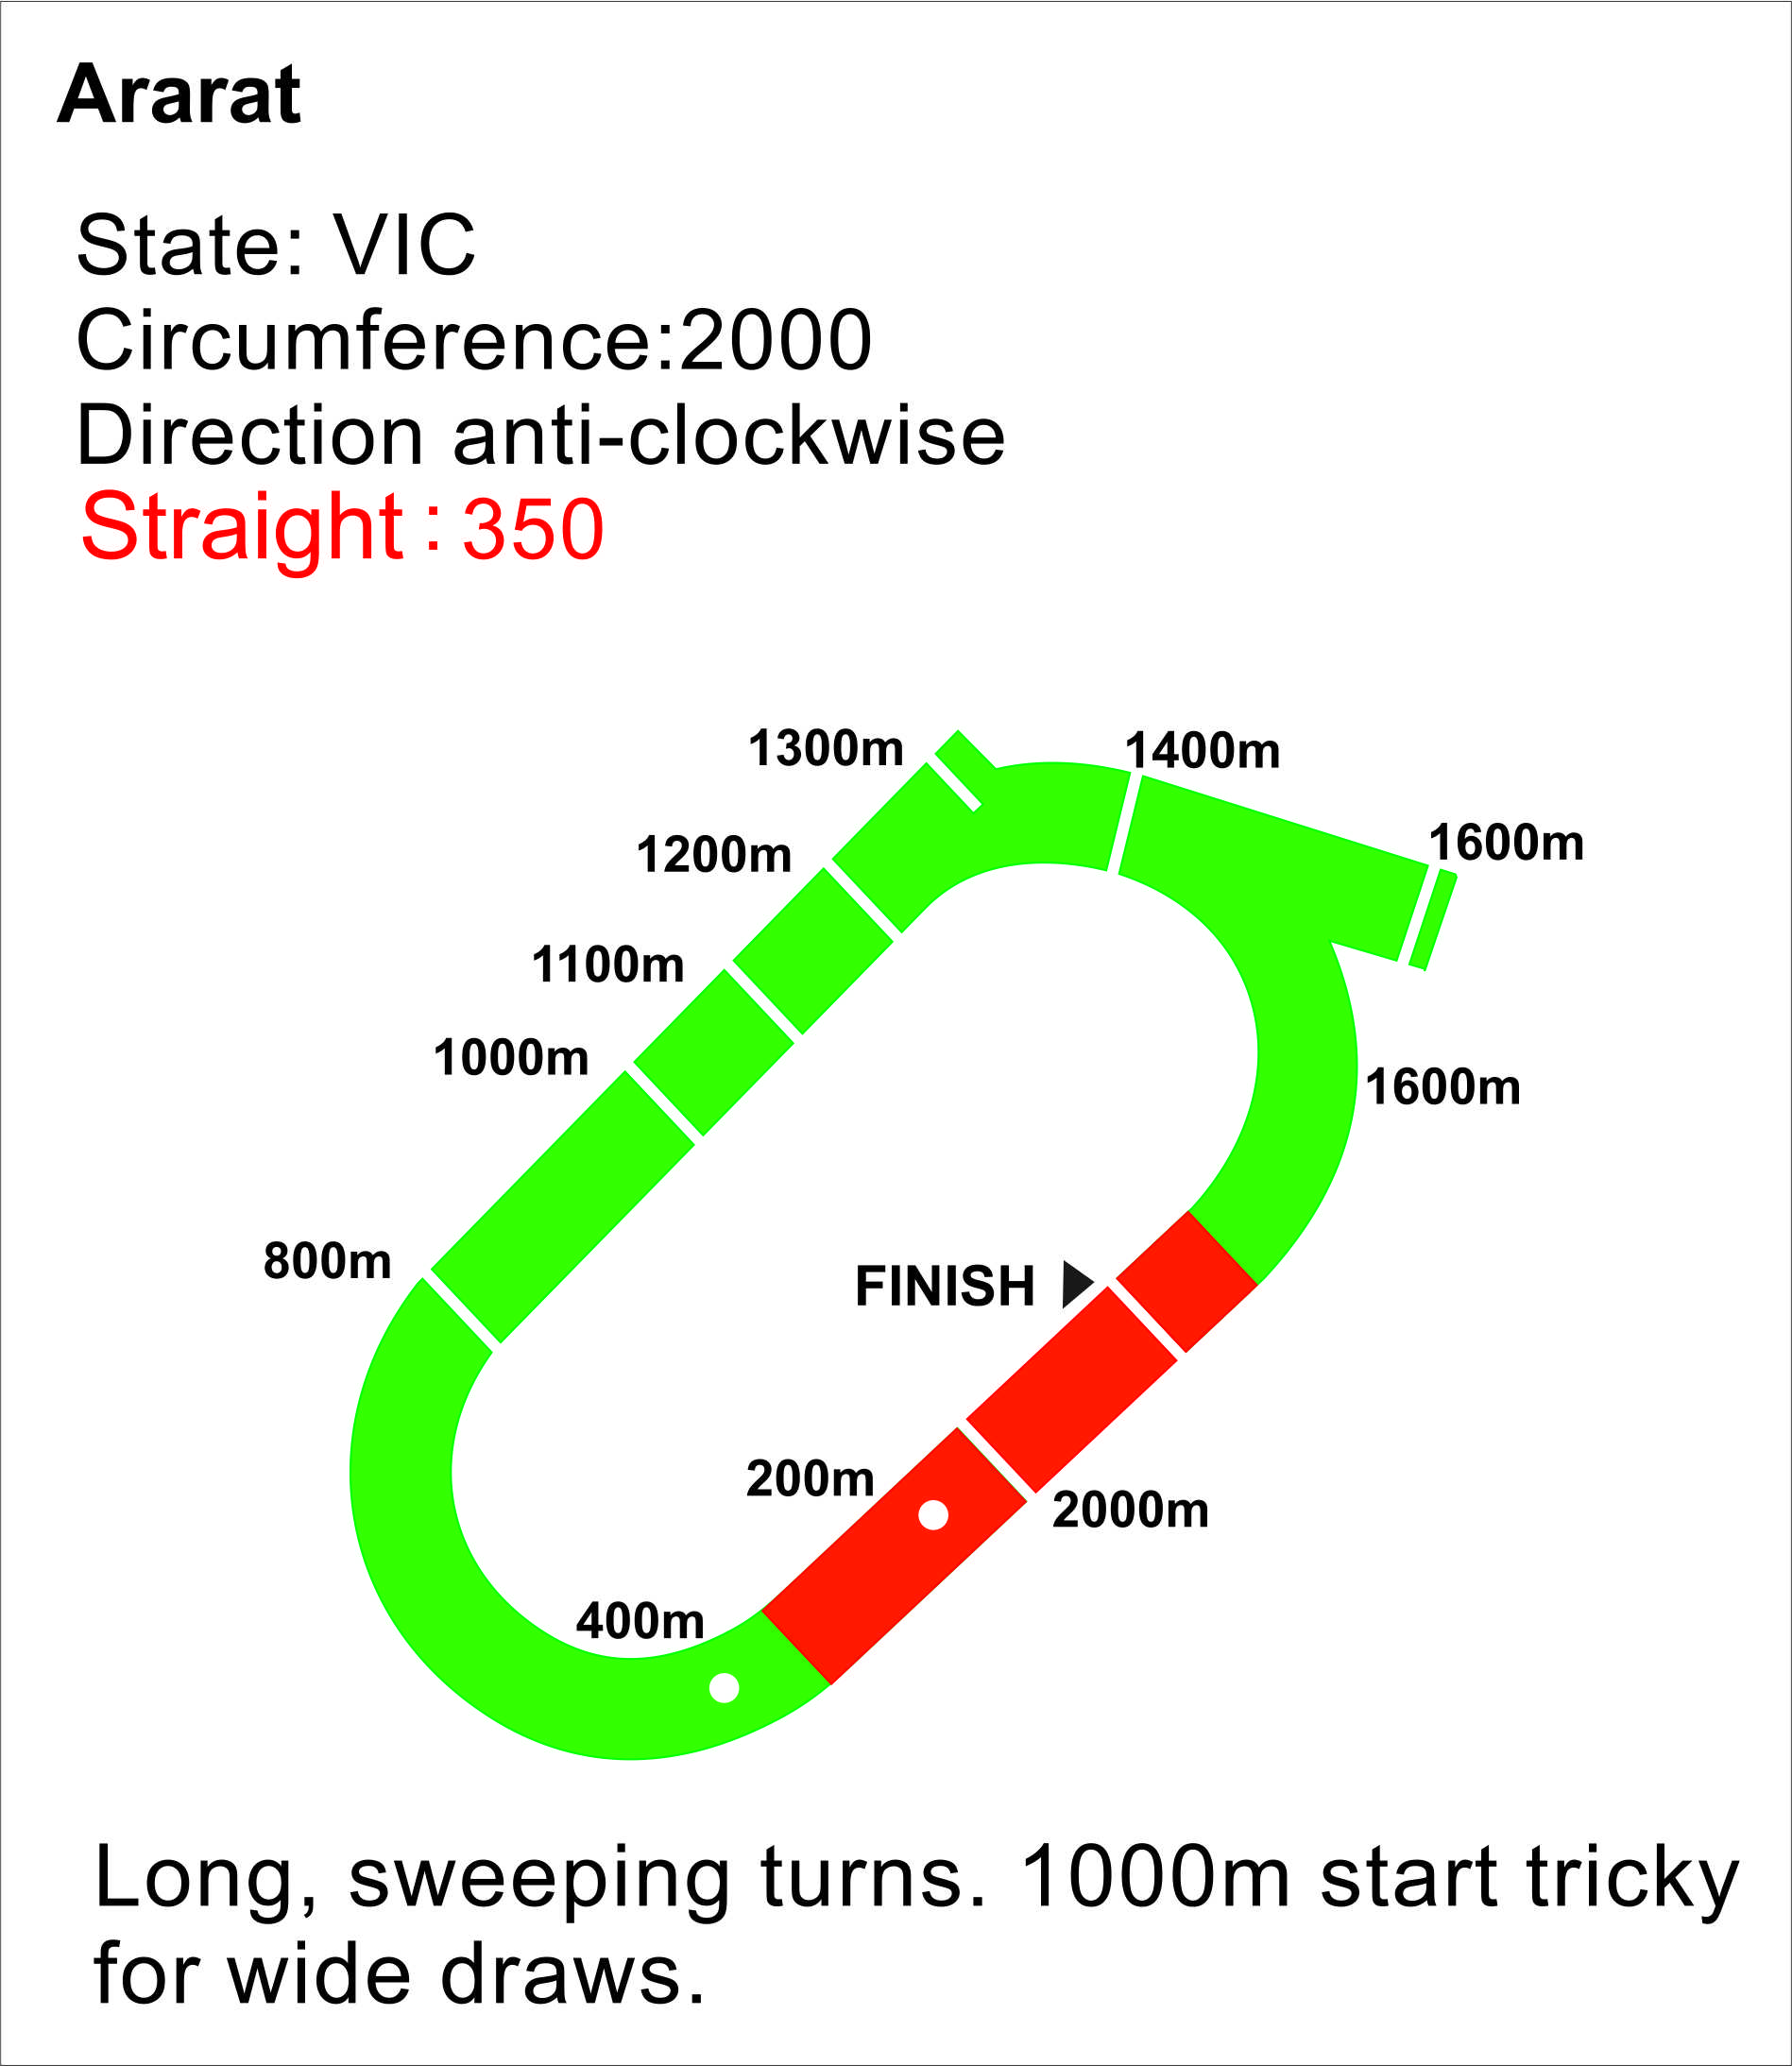 Ararat
State: VIC
Circumference:2000
Direction anti-clockwise
Straight : 350
1300m
1400m
1200m
1600m
1100m
1000m
1600m
800m
FINISH
200m
2000m
400m
Long, sweeping turns. 1000m start tricky
for wide draws.